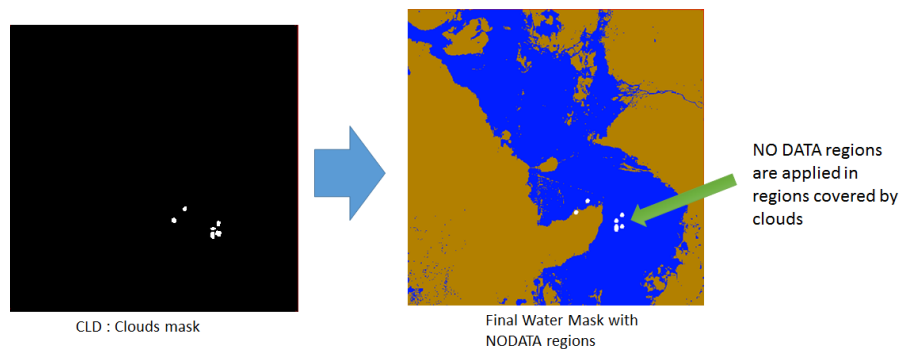 NO DATA regions
are applied in
regions covered by
clouds
CLD : Clouds mask
Final Water Mask with
NODATA regions